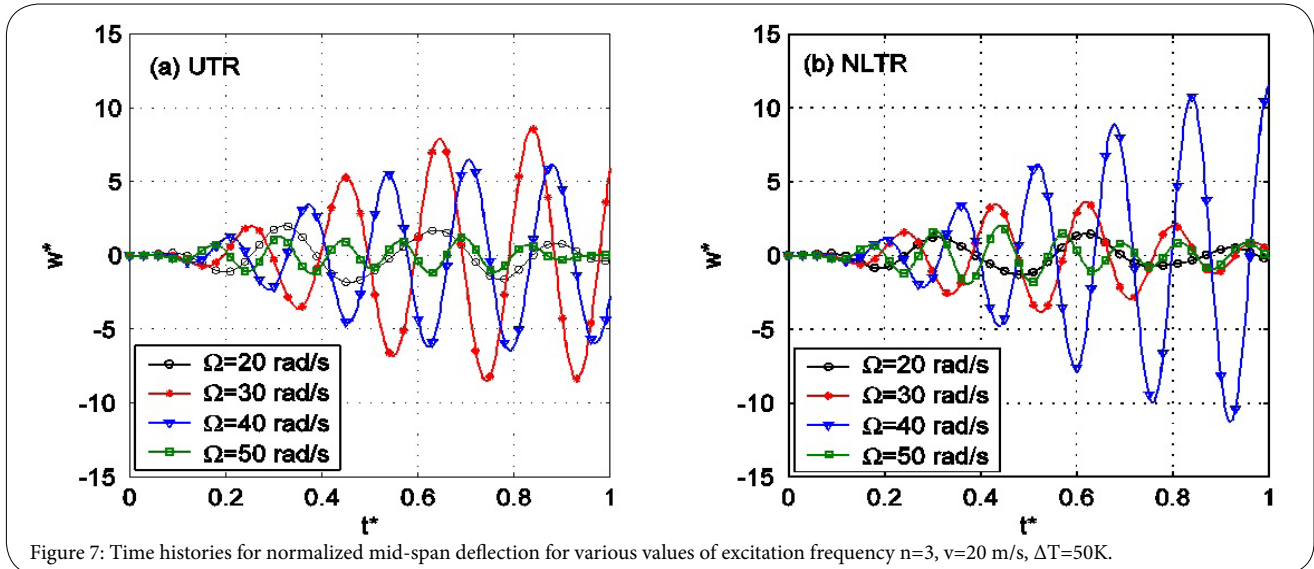 (a) UTR
15
10
5
0
-5
-10
-15
w*
Ω=20 rad/s
Ω=30 rad/s
Ω=40 rad/s
Ω=50 rad/s
0 0.2 0.4 0.6 0.8 1
t*
(b) NLTR
15
10
5
0
-5
-10
-15
w*
Ω=20 rad/s
Ω=30 rad/s
Ω=40 rad/s
Ω=50 rad/s
0 0.2 0.4 0.6 0.8 1
t*
Figure 7: Time histories for normalized mid-span deflection for various values of excitation frequency n=3, v=20 m/s, ΔT=50K.